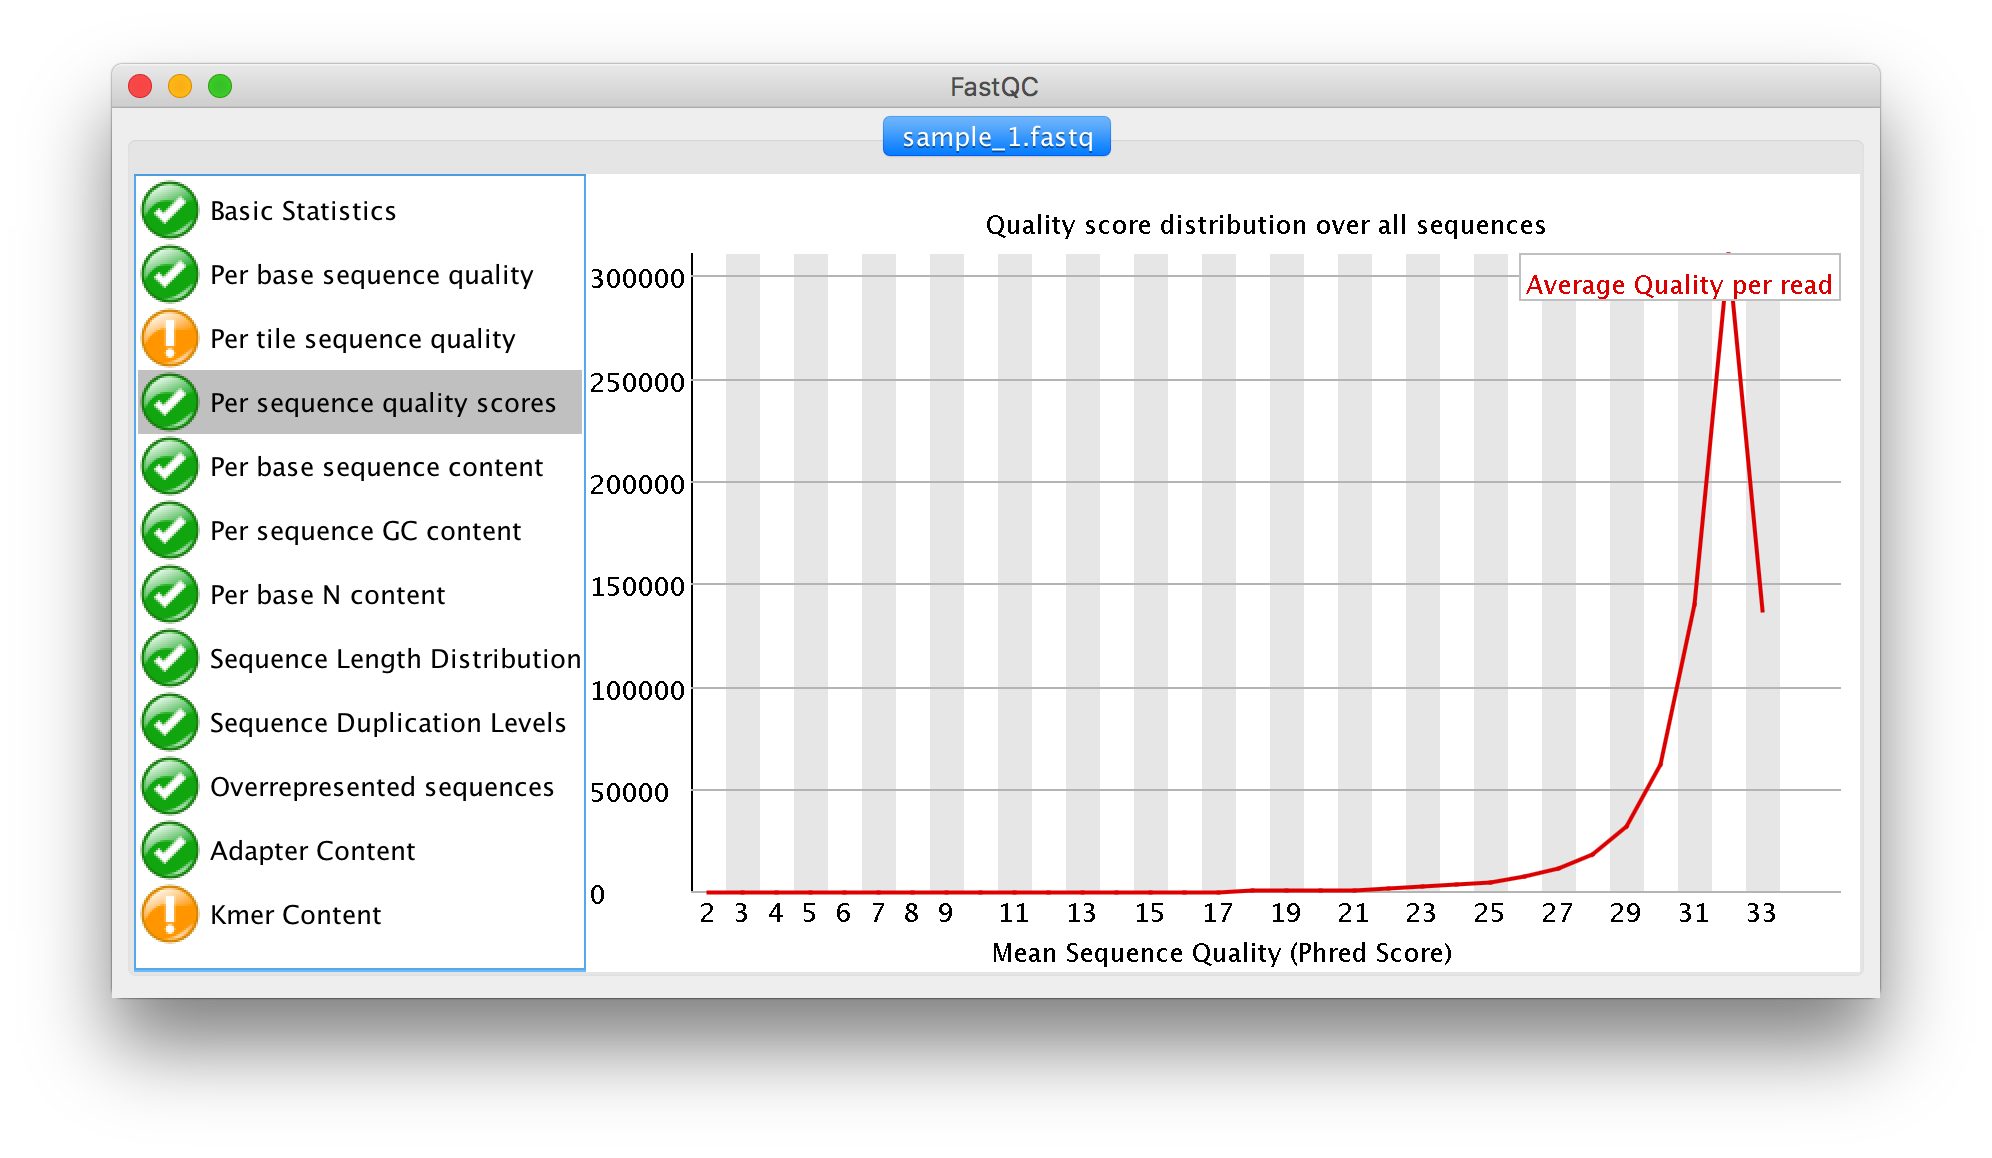 FastQC
sample_1.fastq
Basic Statistics
Per base sequence quality
Per tile sequence quality
Per sequence quality scores
Per base sequence content
Per sequence GC content
Per base N content
Sequence Length Distribution
Sequence Duplication Levels
Overrepresented sequences
Adapter Content
Kmer Content
Quality score distribution over all sequences
Average Quality per read
300000
250000
200000
150000
100000
50000
0
2 3 4 5 6 7 8 9 11 13 15 17 19 21 23 25 27 29 31 33
Mean Sequence Quality (Phred Score)